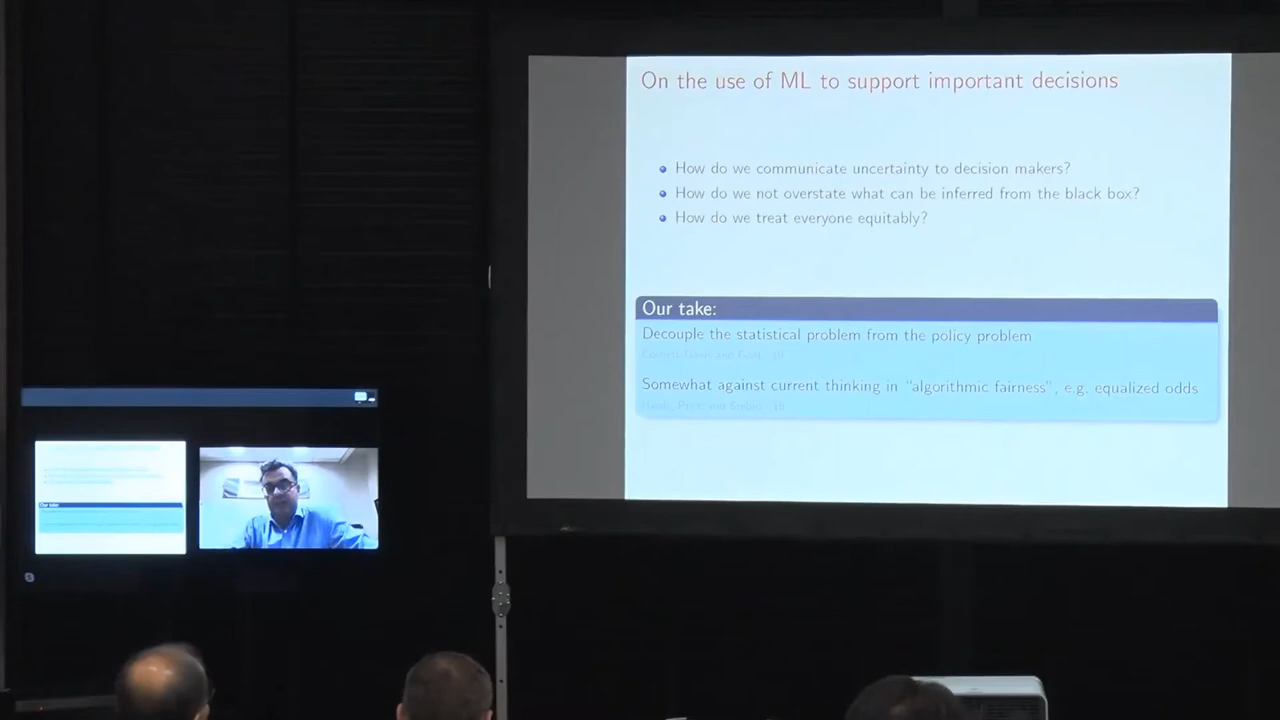 On the use of ML to support important decisions
How do we communicate uncertainty to decision makers?
How do we not overstate what can be inferred from the black box?
How do we treat everyone equitably?
Our take:
Decouple the statistical problem from the policy problem
Somewhat against current thinking in "algorithmic fairness", e.g. equalized odds
Our take: